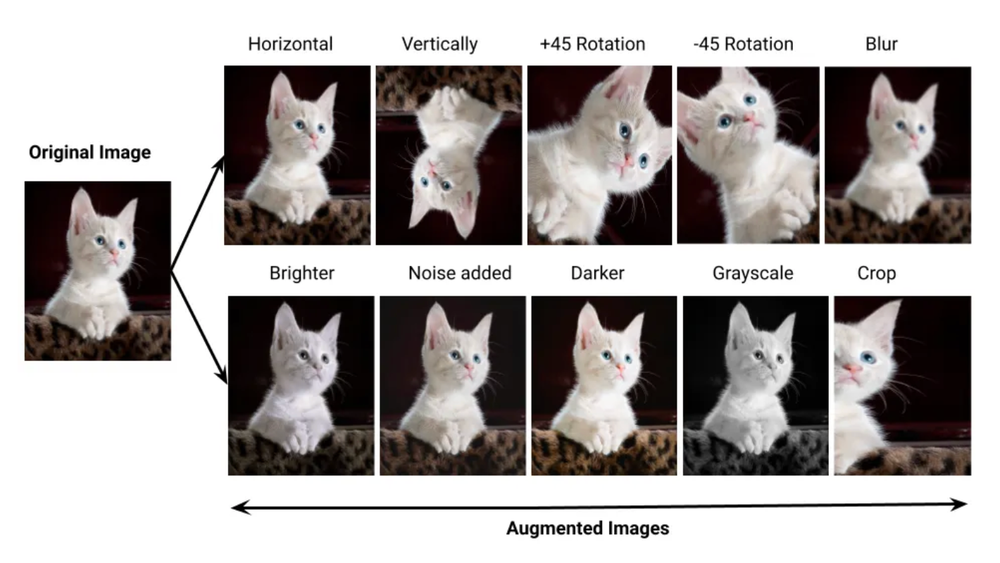 Horizontal Vertically +45 Rotation -45 Rotation Blur
Original Image
Brighter Noise added Darker Grayscale Crop
Augmented Images